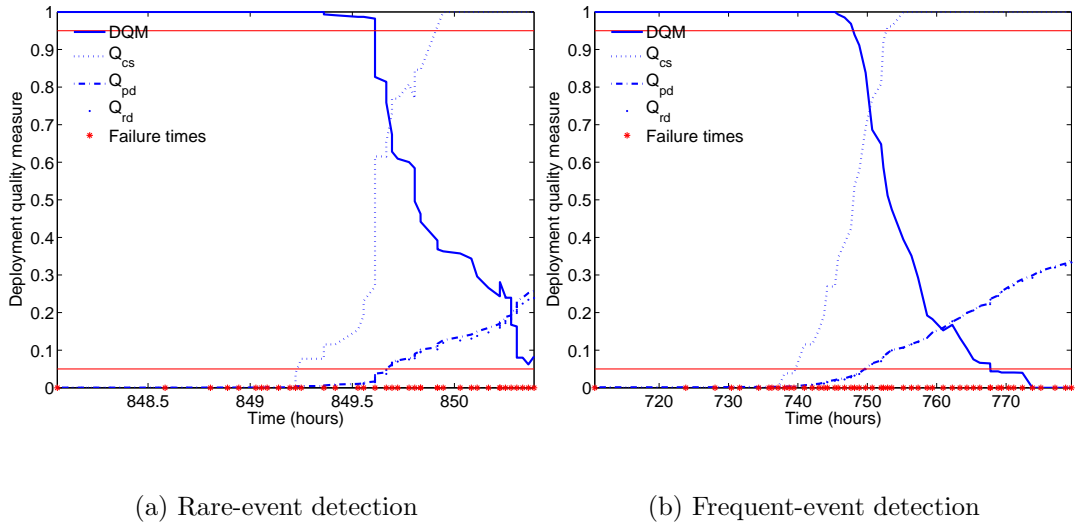 1
0.9
0.8
0.7
0.6
0.5
0.4
0.3
0.2
0.1
0
Deployment quality measure
DQM
Q_cs
Q_pd
Q_rd
Failure times
848.5 849 849.5 850
Time (hours)
(a) Rare-event detection
1
0.9
0.8
0.7
0.6
0.5
0.4
0.3
0.2
0.1
0
Deployment quality measure
DQM
Q_cs
Q_pd
Q_rd
Failure times
720 730 740 750 760 770
Time (hours)
(b) Frequent-event detection